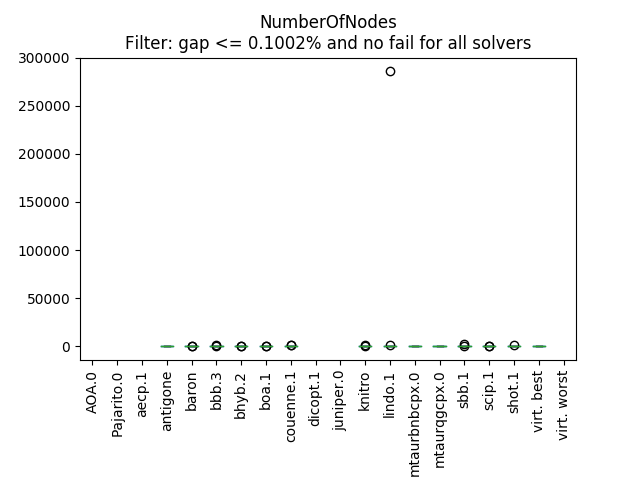 NumberOfNodes
Filter: gap <= 0.1002% and no fail for all solvers
300000
250000
200000
150000
100000
50000
0
AOA.0
Pajarito.0
aecp.1
antigone
baron
bbb.3
bhyb.2
boa.1
couenne.1
dicopt.1
juniper.0
knitro
lindo.1
mtaurbnbcpx.0
mtaurqgcpx.0
sbb.1
scip.1
shot.1
virt. best
virt. worst